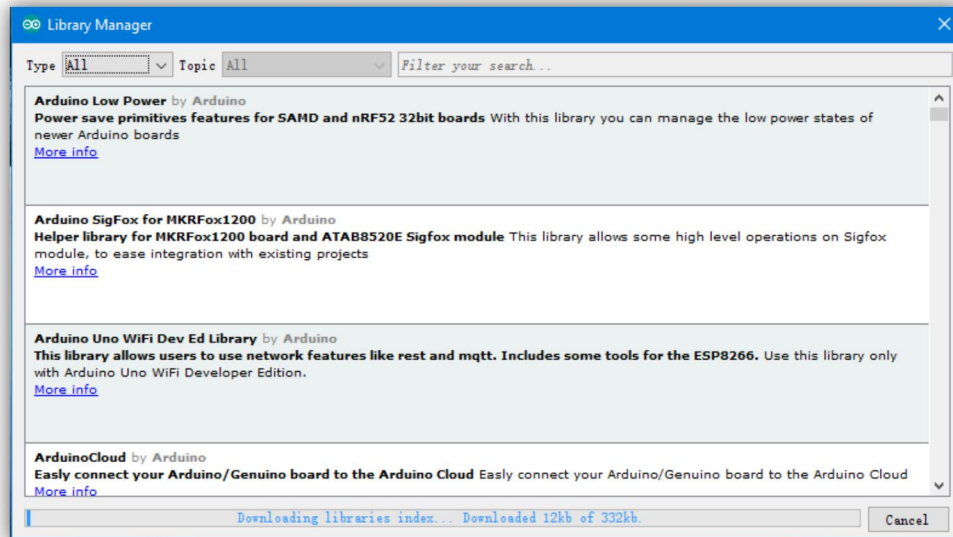 Library Manager
Type All Topic All Filter your search...
Arduino Low Power by Arduino
Power save primitives features for SAMD and nRF52 32bit boards With this library you can manage the low power states of
newer Arduino boards
More info
Arduino SigFox for MKRFox1200 by Arduino
Helper library for MKRFox1200 board and ATAB8520E Sigfox module This library allows some high level operations on Sigfox
module, to ease integration with existing projects
More info
Arduino Uno WiFi Dev Ed Library by Arduino
This library allows users to use network features like rest and mqtt. Includes some tools for the ESP8266. Use this library only
with Arduino Uno WiFi Developer Edition.
More info
ArduinoCloud by Arduino
Easly connect your Arduino/Genuino board to the Arduino Cloud Easly connect your Arduino/Genuino board to the Arduino Cloud
More info
Downloading libraries index... Downloaded 12kb of 332kb.
Cancel